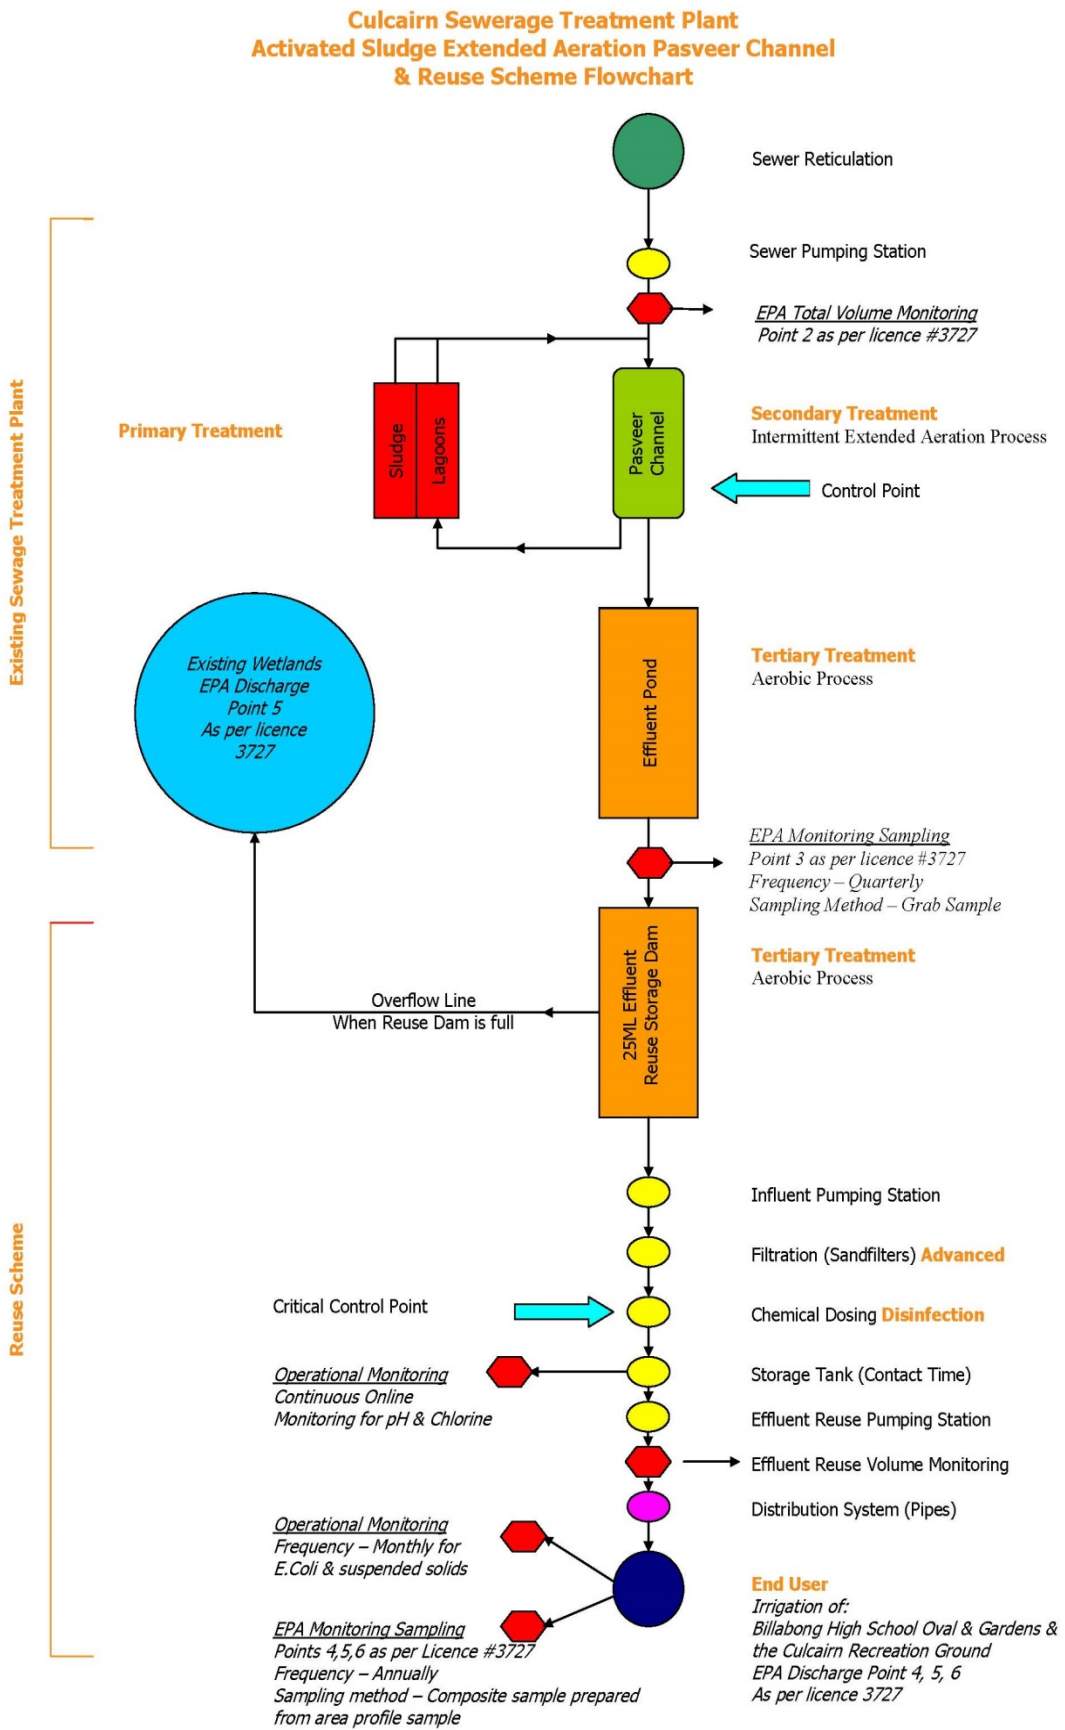 Culcairn Sewerage Treatment Plant
Activated Sludge Extended Aeration Pasveer Channel
& Reuse Scheme Flowchart
Sewer Reticulation
Sewer Pumping Station
EPA Total Volume Monitoring
Point 2 as per licence #3727
Existing Sewage Treatment Plant
Primary Treatment
Sludge
Lagoons
Pasveer
Channel
Secondary Treatment
Intermittent Extended Aeration Process
Control Point
Existing Wetlands
EPA Discharge
Point 5
As per licence
3727
Effluent Pond
Tertiary Treatment
Aerobic Process
EPA Monitoring Sampling
Point 3 as per licence #3727
Frequency – Quarterly
Sampling Method – Grab Sample
25ML Effluent
Reuse Storage Dam
Tertiary Treatment
Aerobic Process
Overflow Line
When Reuse Dam is full
Reuse Scheme
Influent Pumping Station
Filtration (Sandfilters) Advanced
Critical Control Point
Chemical Dosing Disinfection
Operational Monitoring
Continuous Online
Monitoring for pH & Chlorine
Storage Tank (Contact Time)
Effluent Reuse Pumping Station
Effluent Reuse Volume Monitoring
Distribution System (Pipes)
Operational Monitoring
Frequency – Monthly for
E.Coli & suspended solids
EPA Monitoring Sampling
Points 4,5,6 as per Licence #3727
Frequency – Annually
Sampling method – Composite sample prepared
from area profile sample
End User
Irrigation of:
Billabong High School Oval & Gardens &
the Culcairn Recreation Ground
EPA Discharge Point 4, 5, 6
As per licence 3727